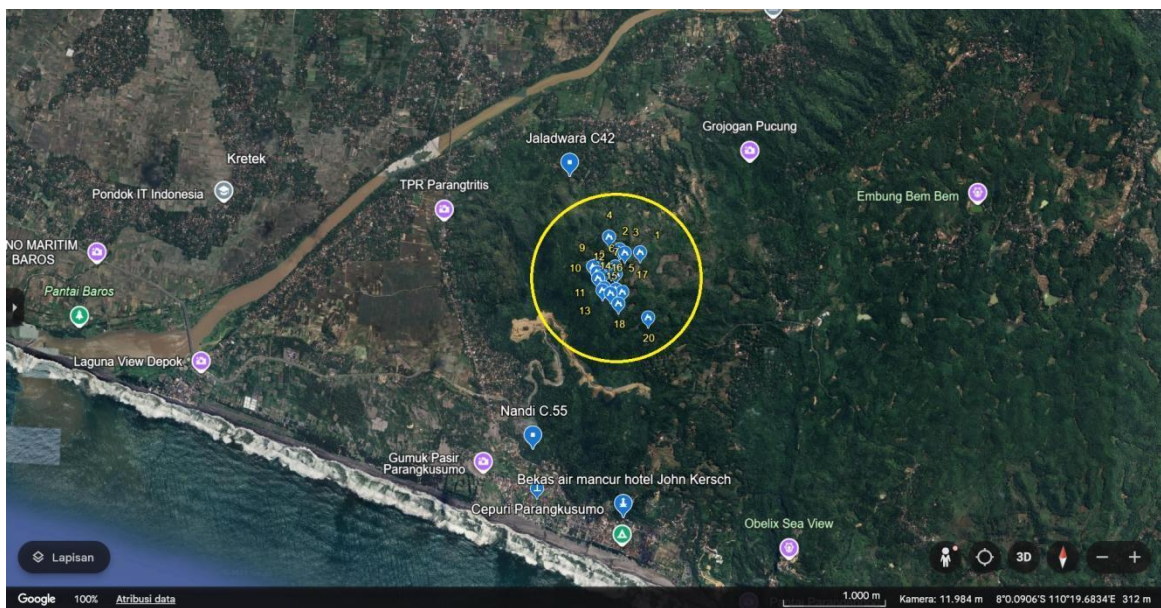 Jaladwara C42
Grojogan Pucung
Kretek
Pondok IT Indonesia
TPR Parangtritis
Embung Bem Bem
NO MARITIM
BAROS
Pantai Baros
4
2 3 1
9 6 7
12
10 14 16 5 17
15
11
13
18
20
Laguna View Depok
Nandi C.55
Gumuk Pasir
Parangkusumo
Bekas air mancur hotel John Kersch
Cepuri Parangkusumo
Obelix Sea View
Lapisan
3D
Google 100% Atribusi data 1.000 m Kamera: 11.984 m 8°0.0906'S 110°19.6834'E 312 m